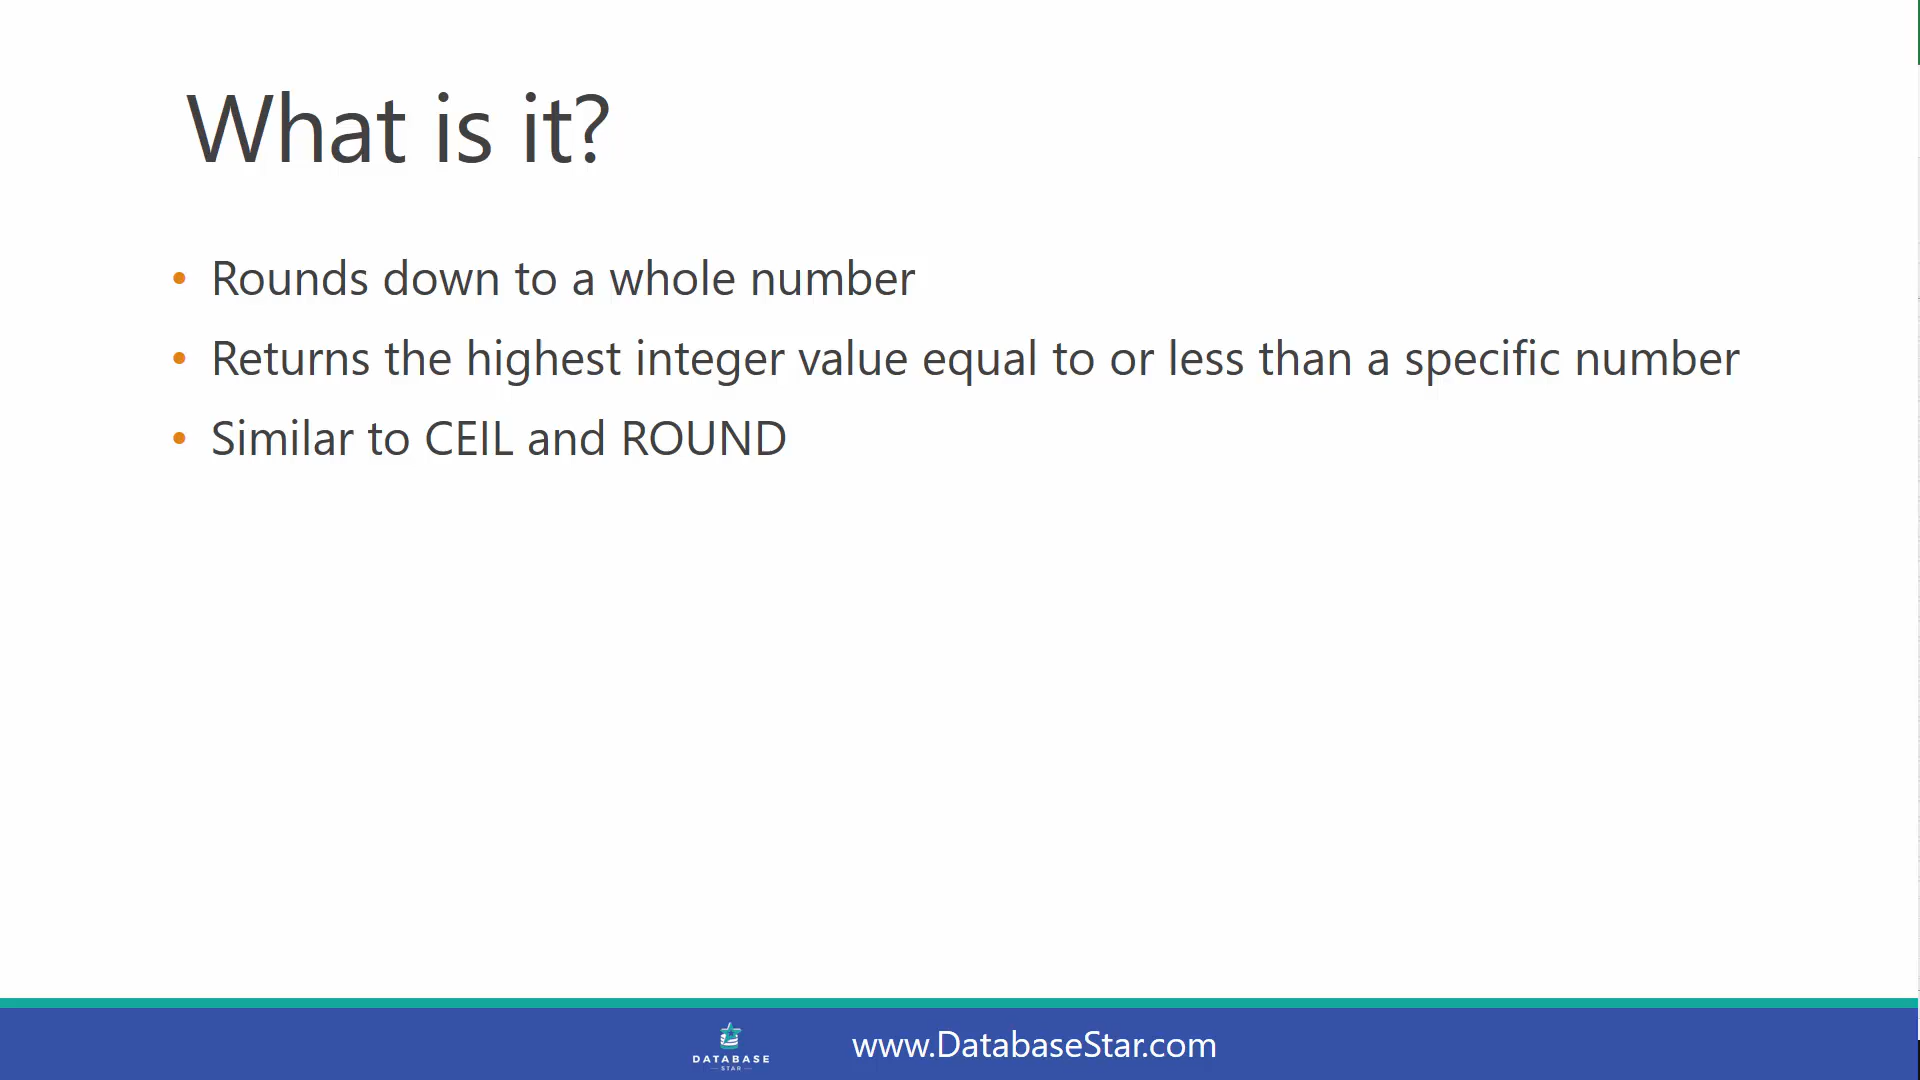 What is it?
• Rounds down to a whole number
• Returns the highest integer value equal to or less than a specific number
• Similar to CEIL and ROUND
DATABASE
STAR
www.DatabaseStar.com